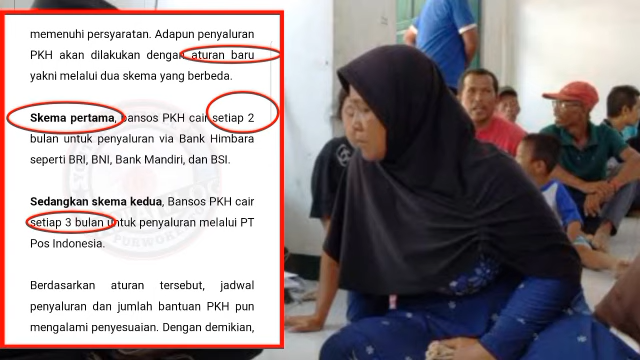 memenuhi persyaratan. Adapun penyaluran
PKH akan dilakukan dengan aturan baru
yakni melalui dua skema yang berbeda.
Skema pertama, bansos PKH cair setiap 2
bulan untuk penyaluran via Bank Himbara
seperti BRI, BNI, Bank Mandiri, dan BSI.
Sedangkan skema kedua, Bansos PKH cair
setiap 3 bulan untuk penyaluran melalui PT
Pos Indonesia.
Berdasarkan aturan tersebut, jadwal
penyaluran dan jumlah bantuan PKH pun
mengalami penyesuaian. Dengan demikian,